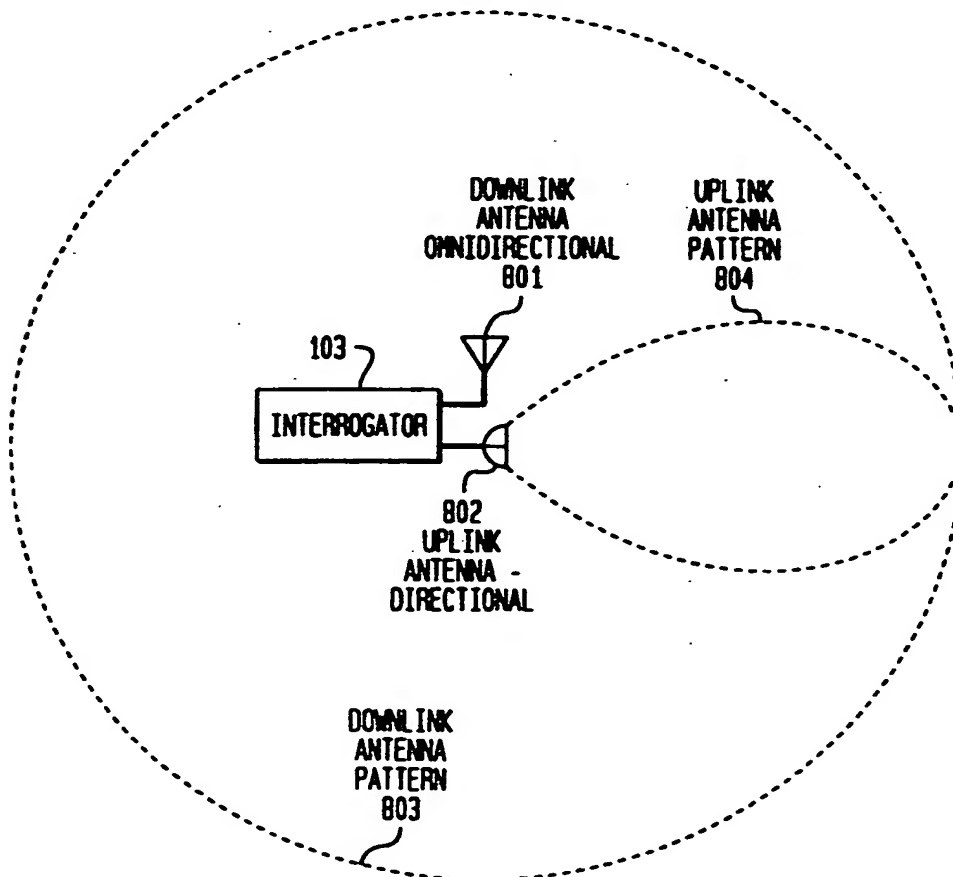 DOWNLINK
ANTENNA
OMNIDIRECTIONAL
801
UPLINK
ANTENNA
PATTERN
804
103
INTERROGATOR
802
UPLINK
ANTENNA -
DIRECTIONAL
DOWNLINK
ANTENNA
PATTERN
803